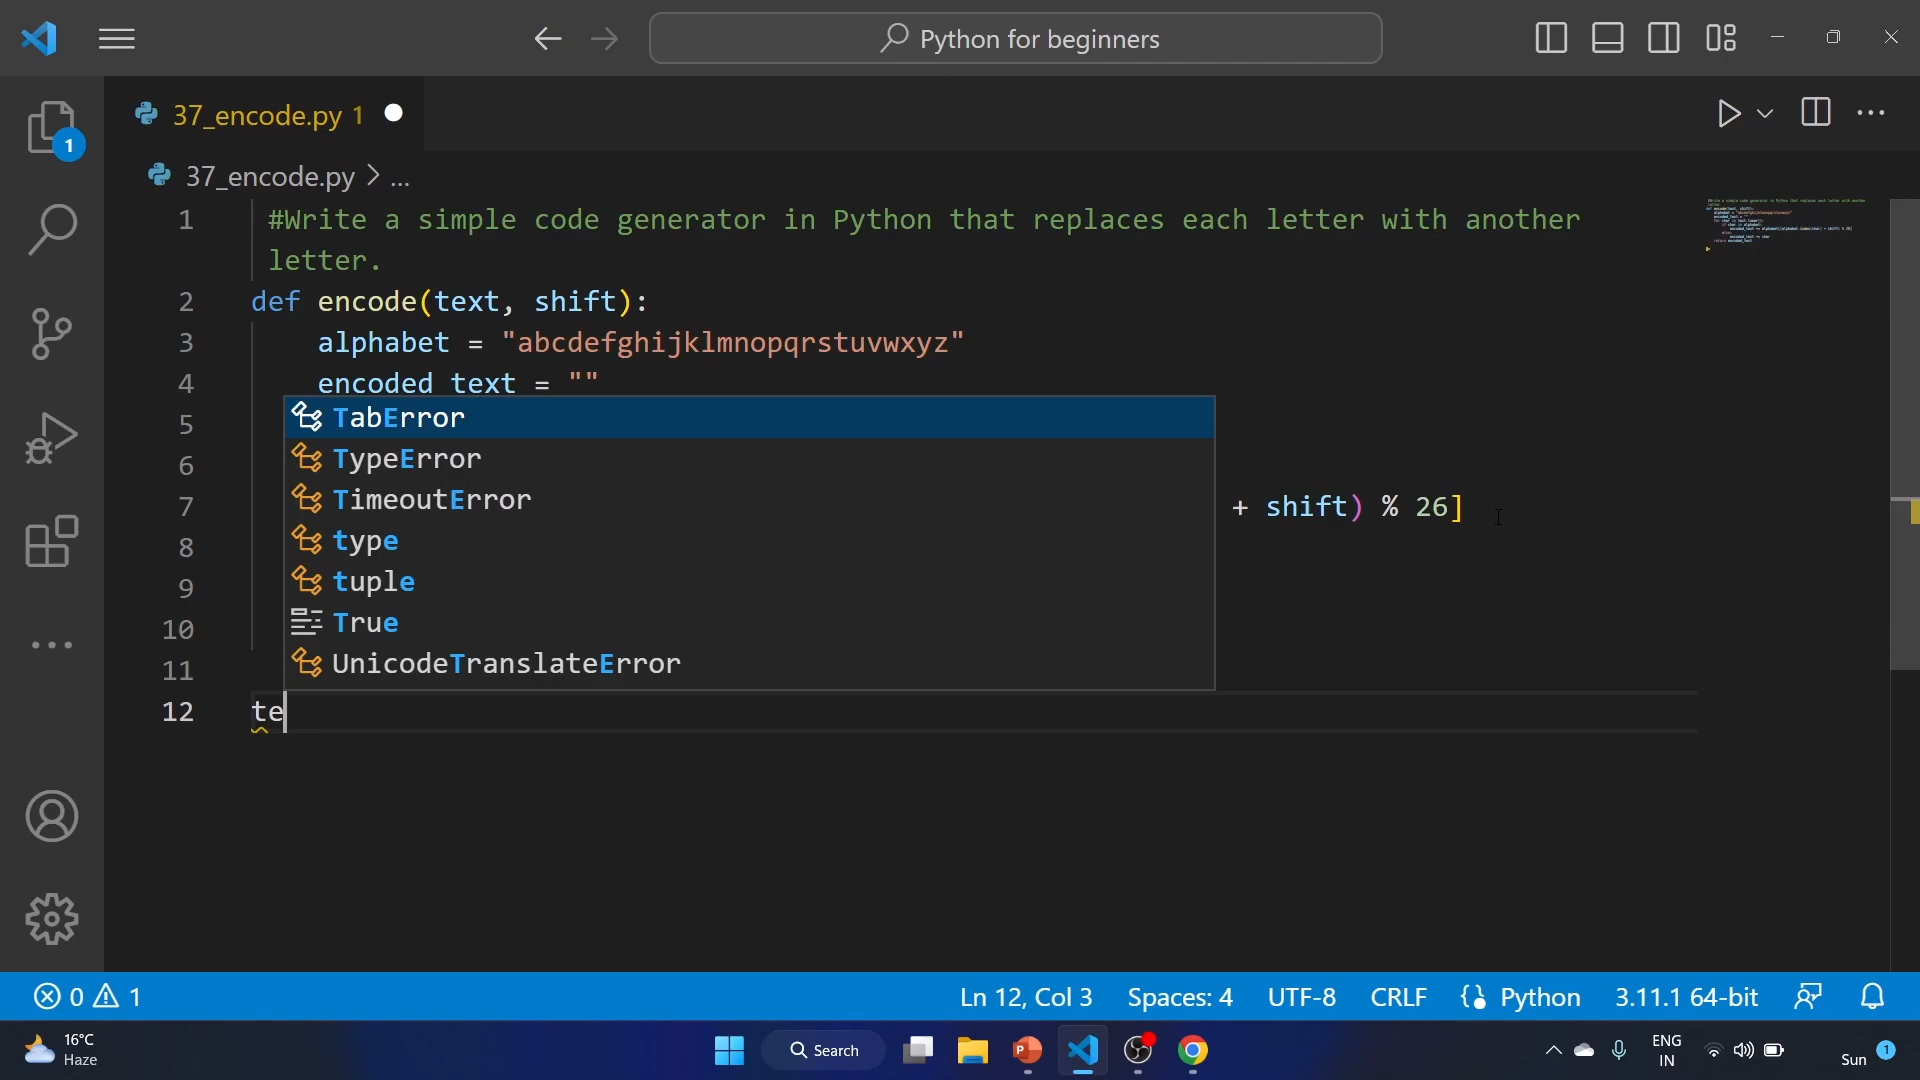 Python for beginners
37_encode.py 1
1
37_encode.py > ...
1 #Write a simple code generator in Python that replaces each letter with another
letter.
2 def encode(text, shift):
3 alphabet = "abcdefghijklmnopqrstuvwxyz"
4 encoded_text = ""
5 TabError
6 TypeError
7 TimeoutError + shift) % 26]
8 type
9 tuple
10 True
11 UnicodeTranslateError
12 te
0 1 Ln 12, Col 3 Spaces: 4 UTF-8 CRLF {} Python 3.11.1 64-bit
16°C
Haze
Search
ENG
IN
Sun 1